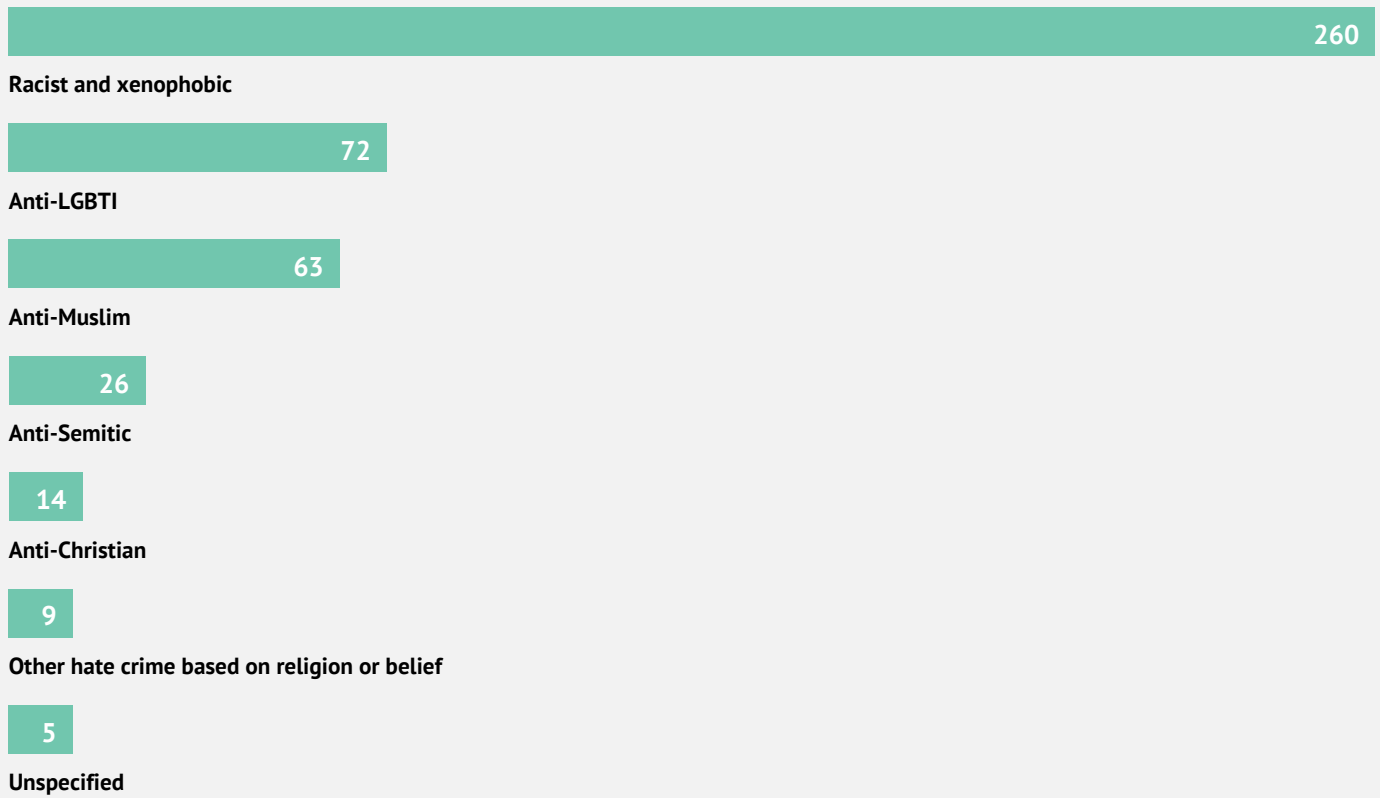 260
Racist and xenophobic
72
Anti-LGBTI
63
Anti-Muslim
26
Anti-Semitic
14
Anti-Christian
9
Other hate crime based on religion or belief
5
Unspecified